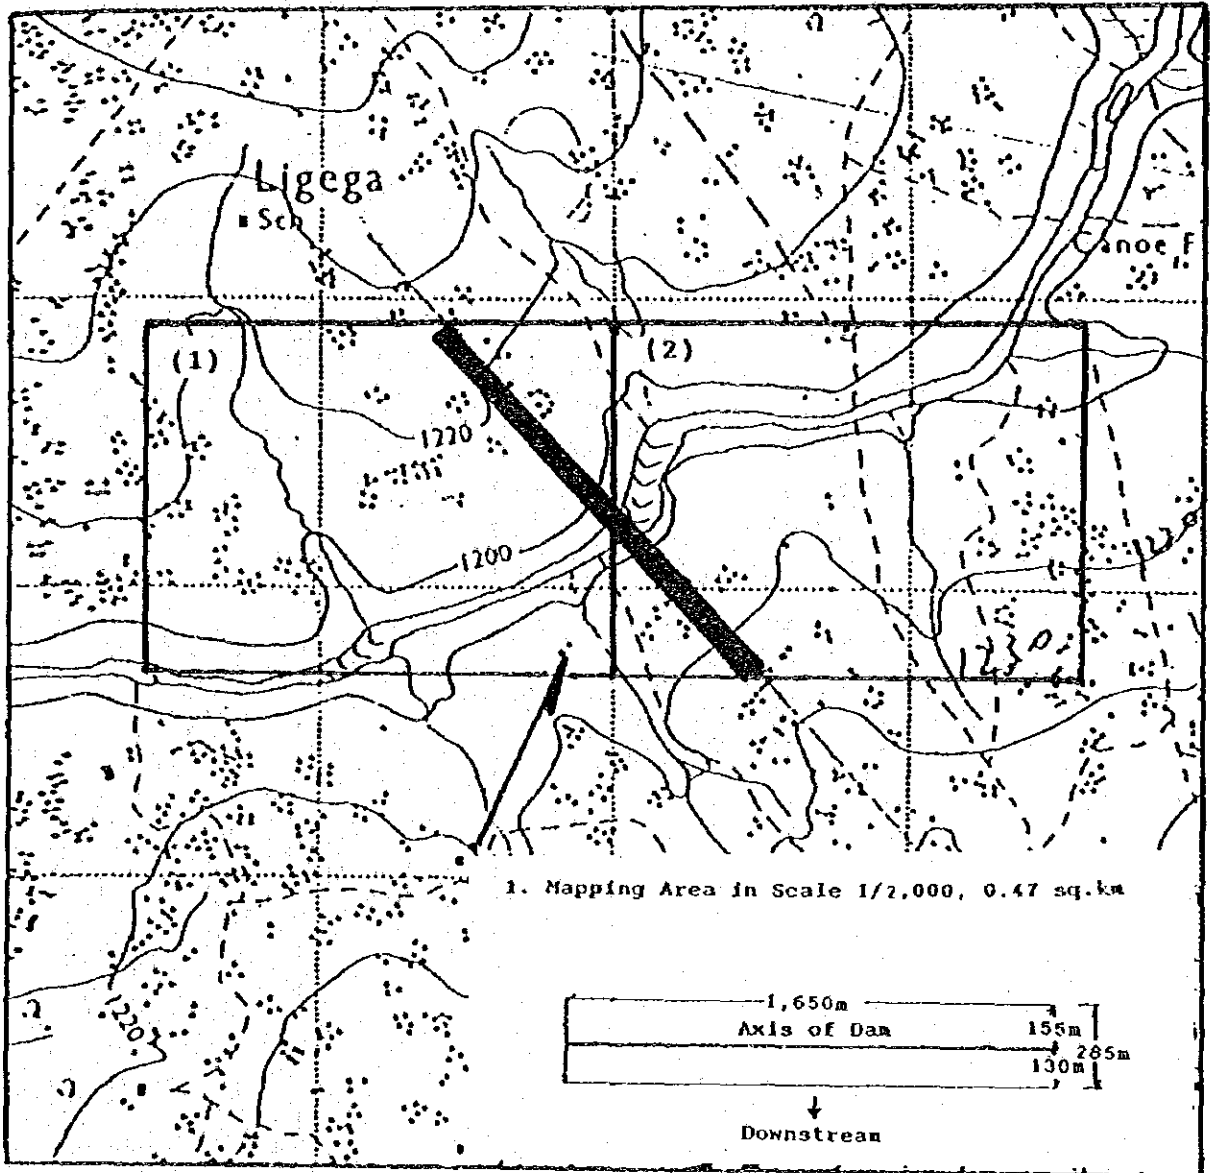 Ligega
Sch
Canoe F
(1)
(2)
1220
1200
1220
1. Mapping Area in Scale 1/2,000, 0.47 sq.km
1,650m
Axis of Dam
155m
285m
130m
Downstream